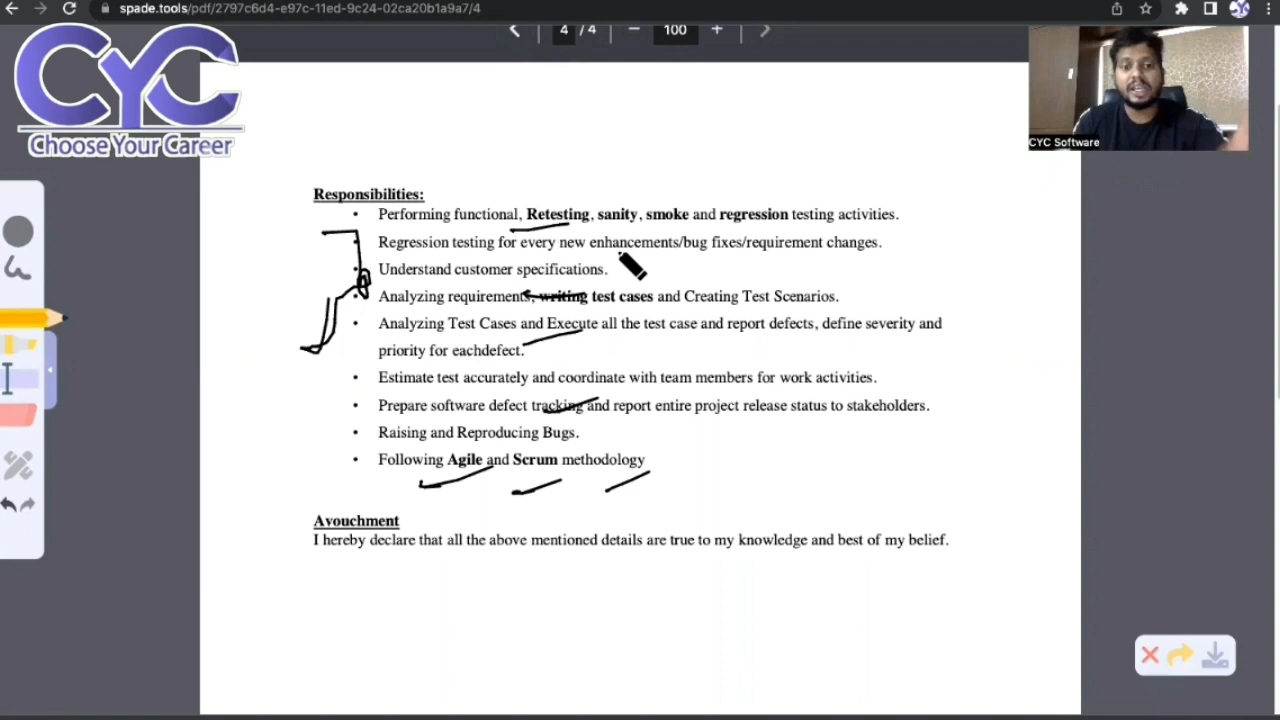 spade.tools/pdf/2797c6d4-e97c-11ed-9c24-02ca20b1a9a7/4
4 / 4 100
CYC
Choose Your Career
CYC Software
Responsibilities:
• Performing functional, Retesting, sanity, smoke and regression testing activities.
• Regression testing for every new enhancements/bug fixes/requirement changes.
• Understand customer specifications.
• Analyzing requirements, writing test cases and Creating Test Scenarios.
• Analyzing Test Cases and Execute all the test case and report defects, define severity and
priority for eachdefect.
• Estimate test accurately and coordinate with team members for work activities.
• Prepare software defect tracking and report entire project release status to stakeholders.
• Raising and Reproducing Bugs.
• Following Agile and Scrum methodology
Avouchment
I hereby declare that all the above mentioned details are true to my knowledge and best of my belief.